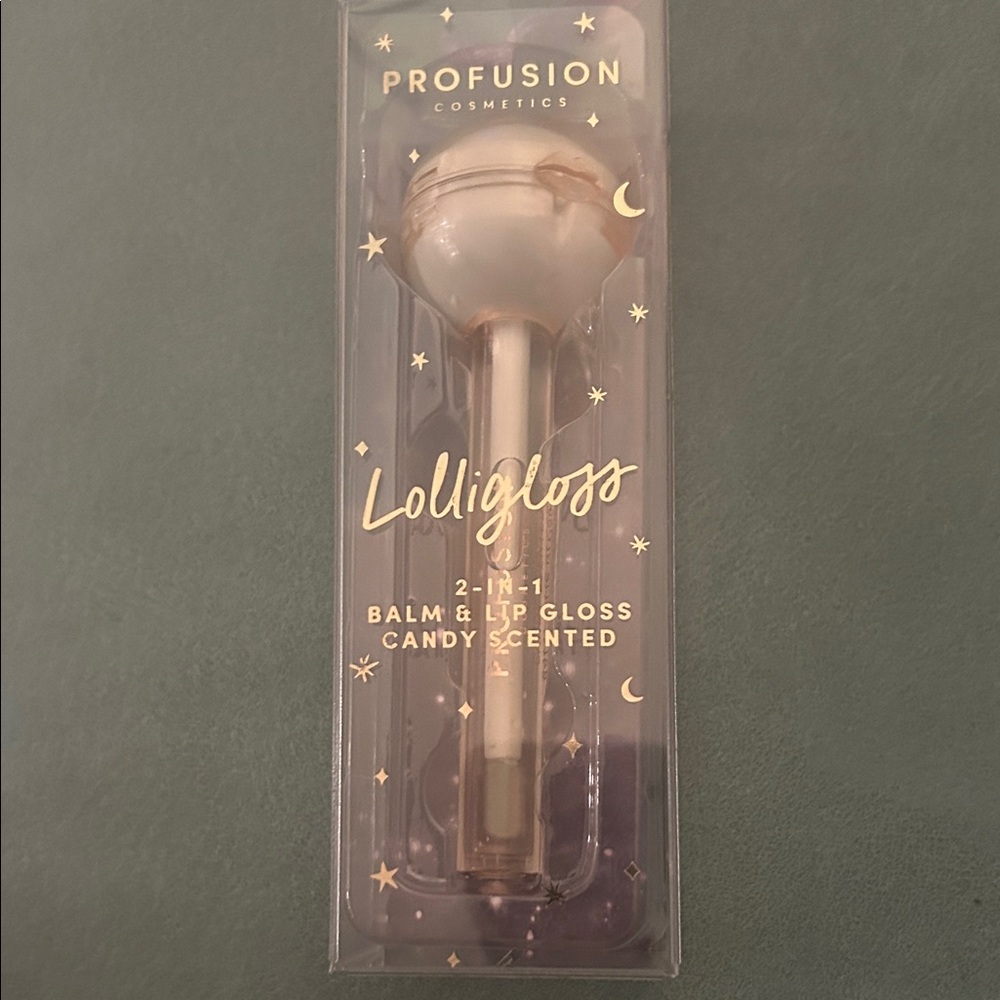 PROFUSION
COSMETICS
Lolligloss
2-IN-1
BALM & LIP GLOSS
CANDY SCENTED